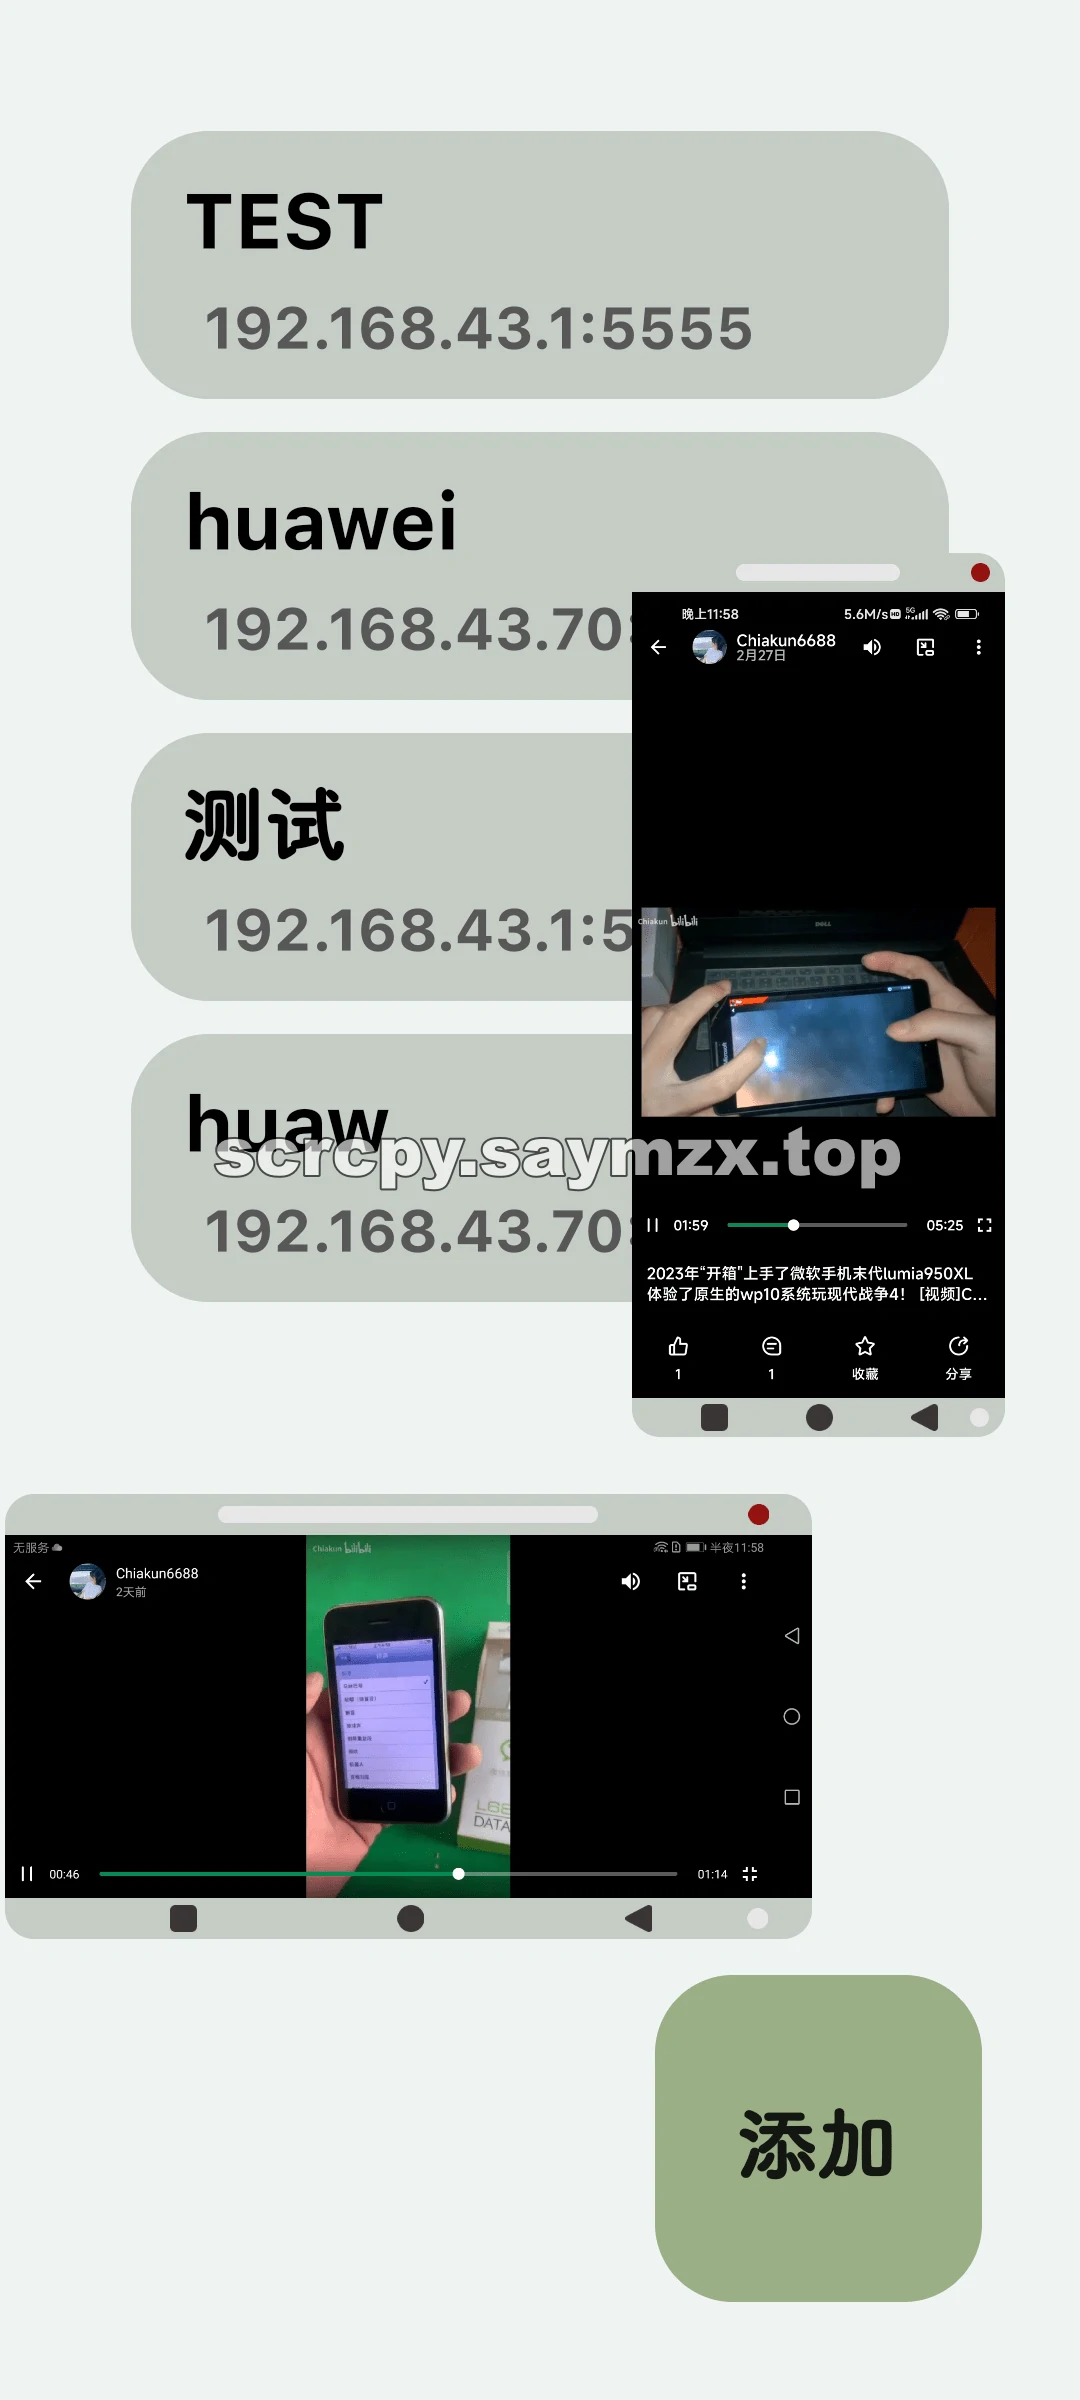 TEST
192.168.43.1:5555
huawei
192.168.43.70:
测试
192.168.43.1:5
huaw
192.168.43.70:
scrcpy.saymzx.top
晚上11:58
5.6M/s HD 5G
Chiakun6688
2月27日
Chiakun bilibili
DELL
Microsoft
01:59
05:25
2023年“开箱"上手了微软手机末代lumia950XL
体验了原生的wp10系统玩现代战争4！ [视频]C...
1
1
收藏
分享
无服务
半夜11:58
Chiakun6688
2天前
Chiakun bilibili
DATA
00:46
01:14
添加